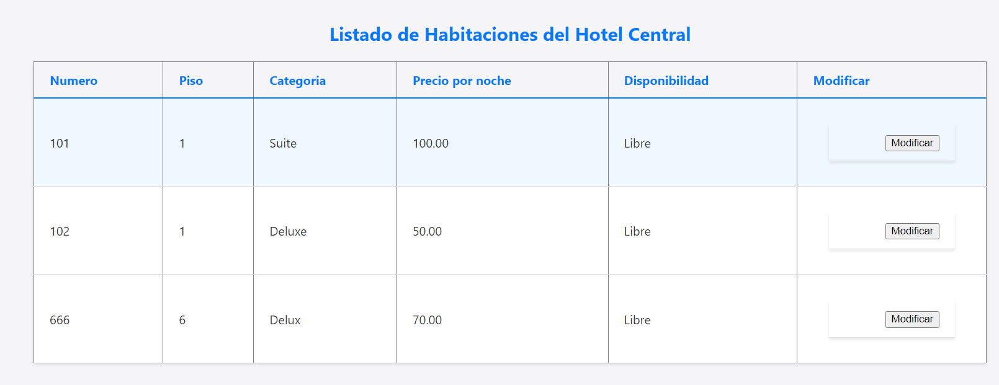 Listado de Habitaciones del Hotel Central
Numero Piso Categoria Precio por noche Disponibilidad Modificar
101 1 Suite 100.00 Libre Modificar
102 1 Deluxe 50.00 Libre Modificar
666 6 Delux 70.00 Libre Modificar